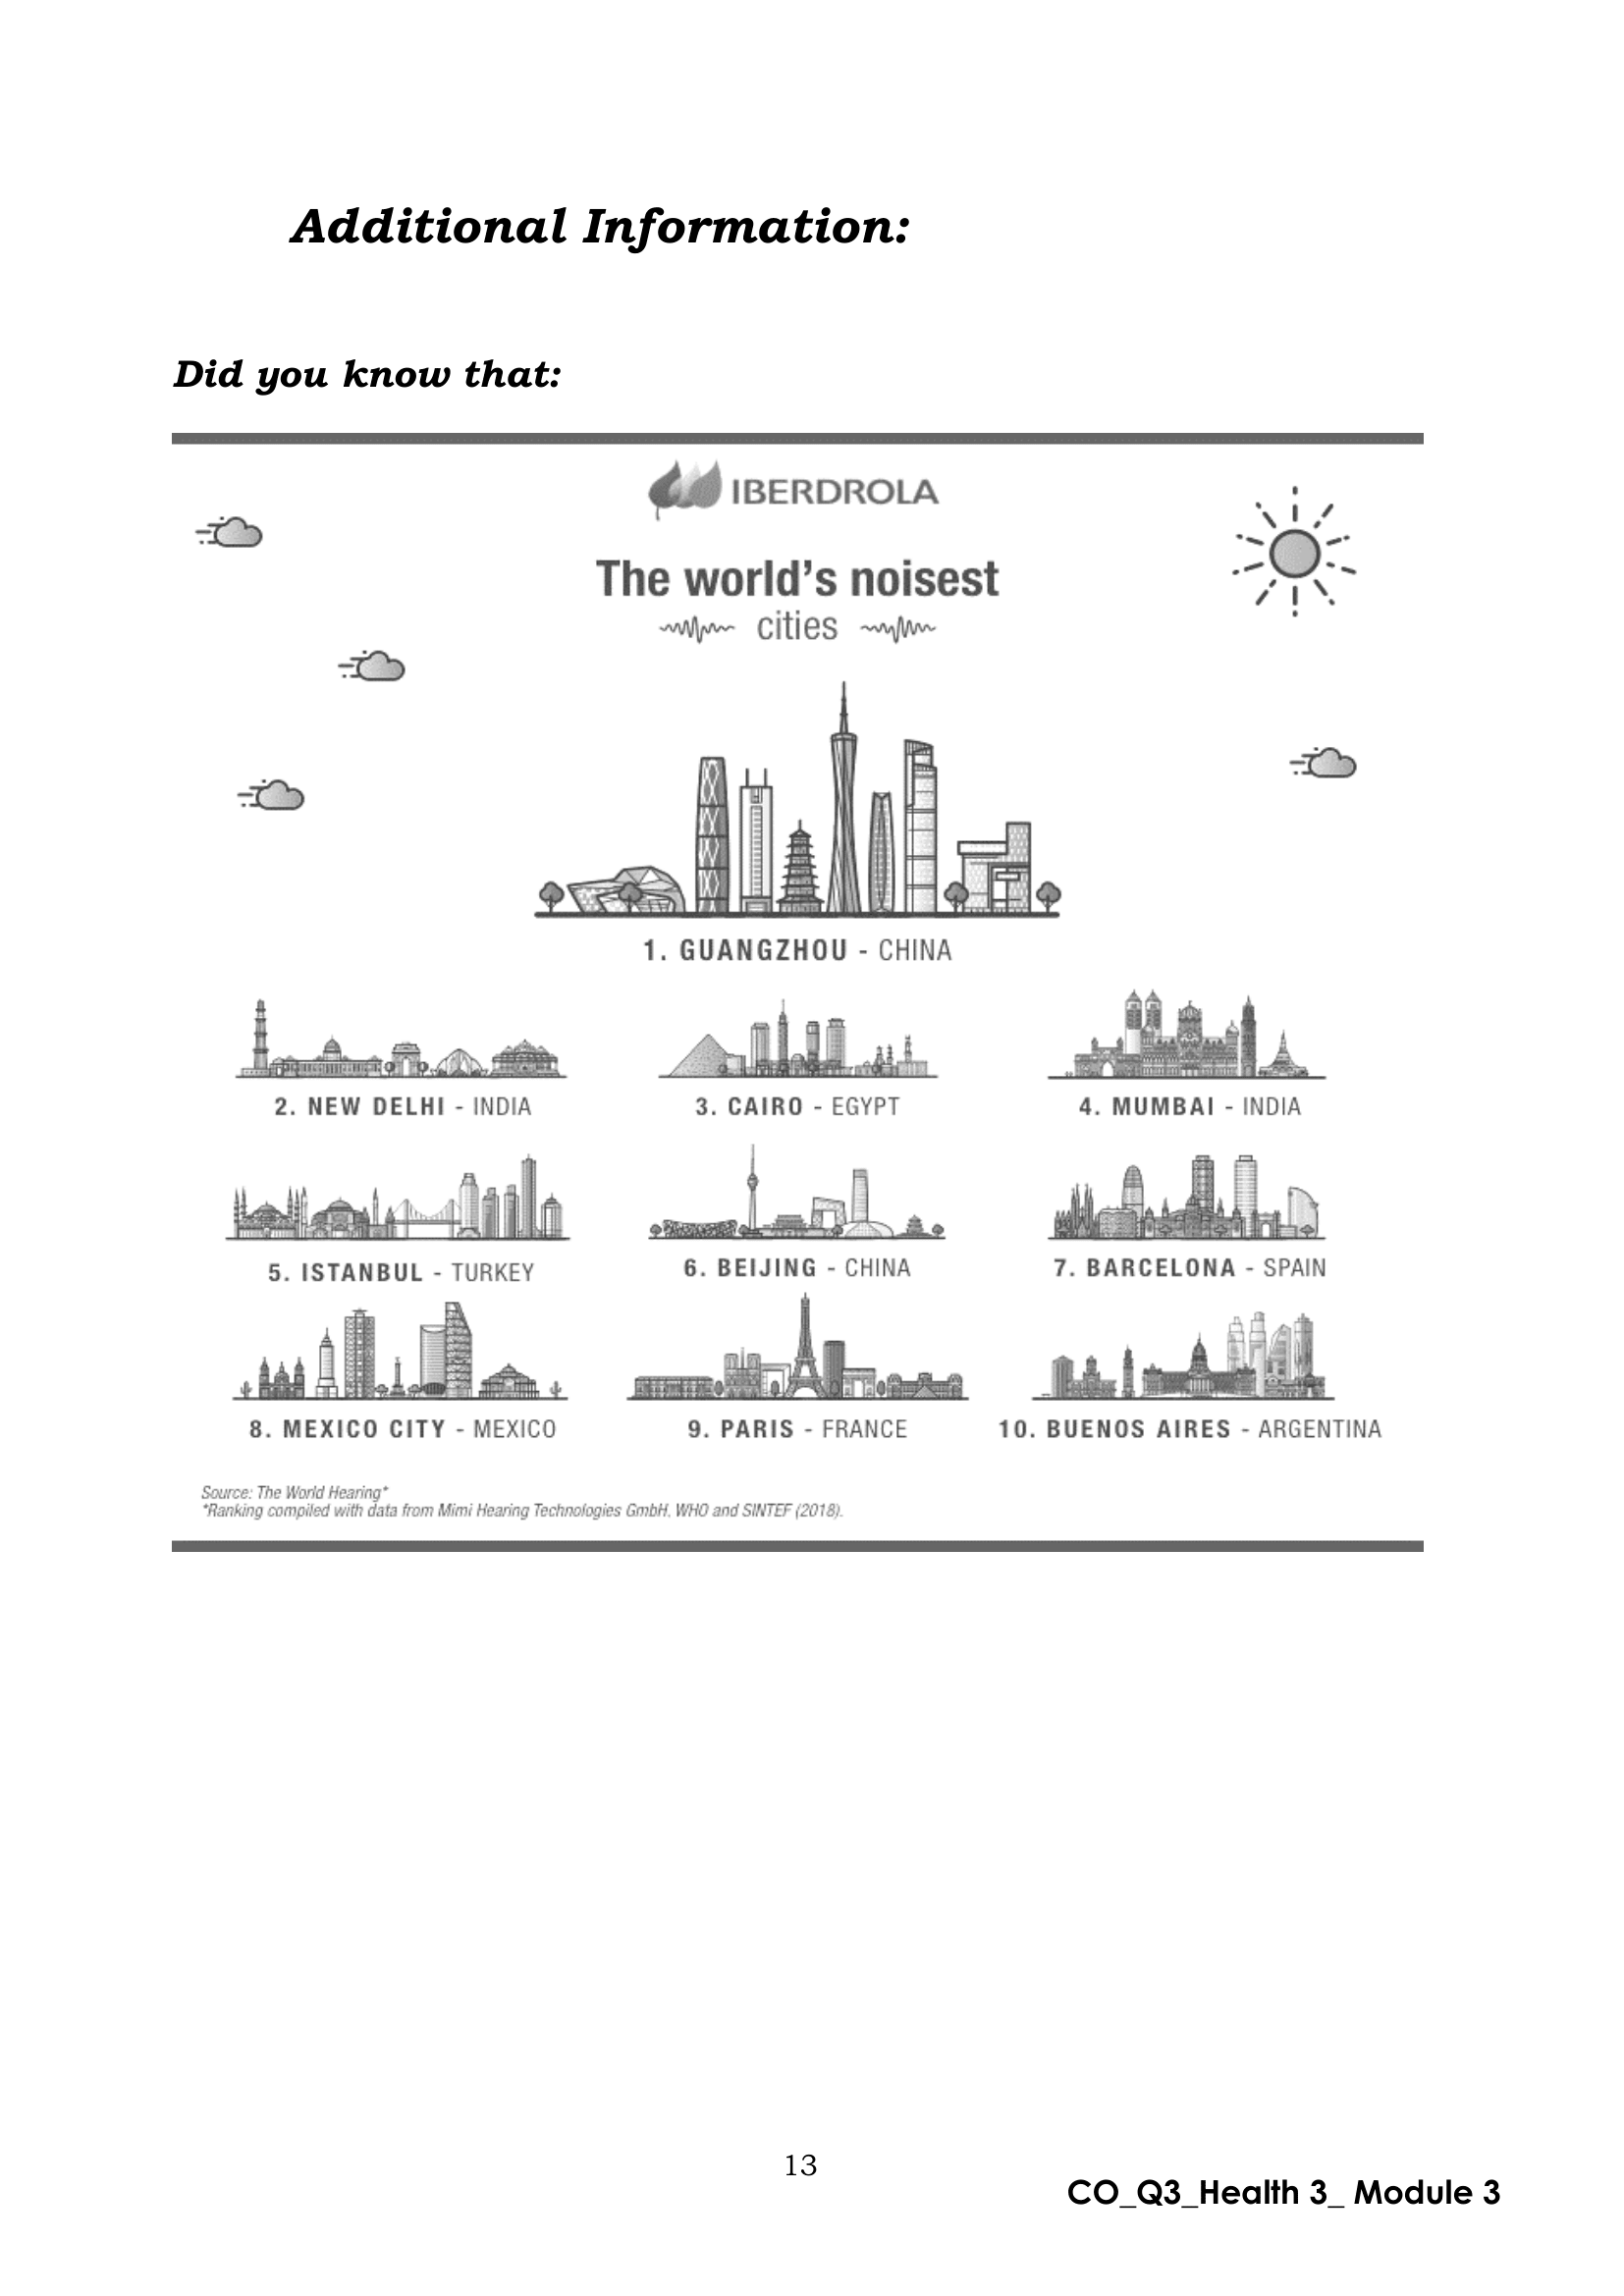 Additional Information:
Did you know that:
IBERDROLA
The world's noisest
cities
1. GUANGZHOU - CHINA
2. NEW DELHI - INDIA
3. CAIRO - EGYPT
4. MUMBAI - INDIA
5. ISTANBUL - TURKEY
6. BEIJING - CHINA
7. BARCELONA - SPAIN
8. MEXICO CITY - MEXICO
9. PARIS - FRANCE
10. BUENOS AIRES - ARGENTINA
Source: The World Hearing*
*Ranking compiled with data from Mimi Hearing Technologies GmbH. WHO and SINTEF (2018).
13
CO_Q3_Health 3_ Module 3